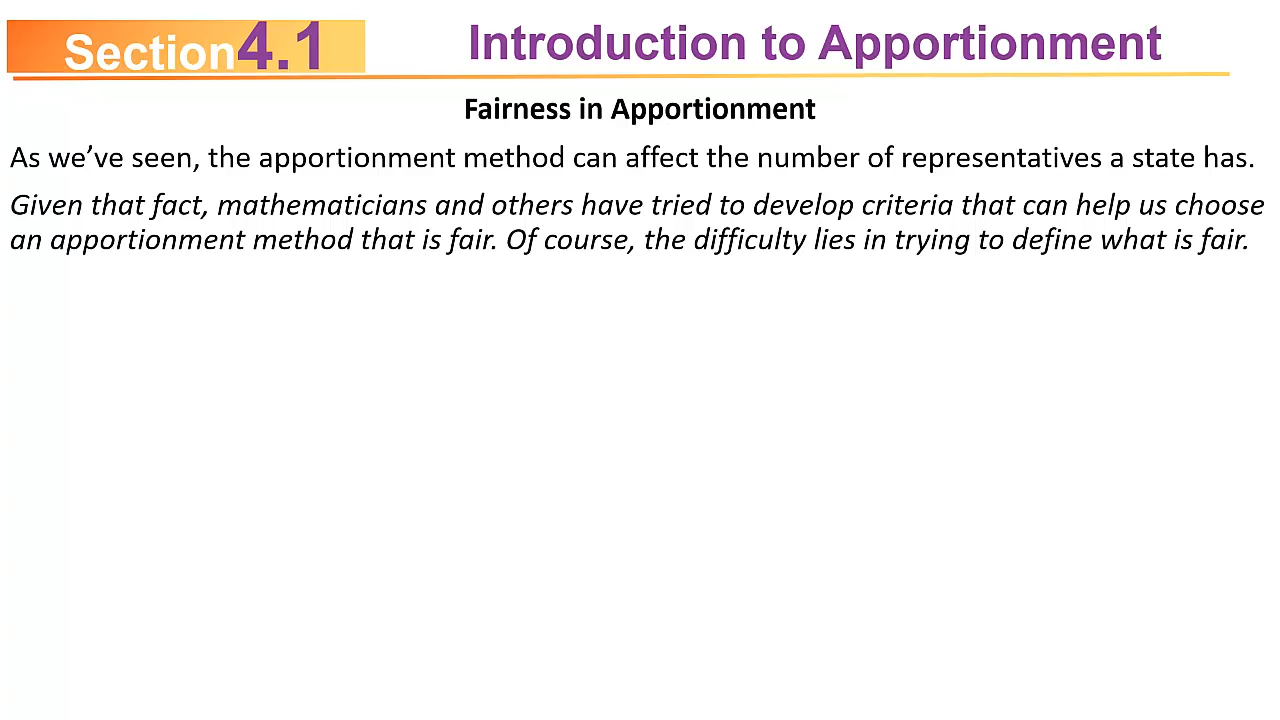 Section4.1
Introduction to Apportionment
Fairness in Apportionment
As we’ve seen, the apportionment method can affect the number of representatives a state has.
Given that fact, mathematicians and others have tried to develop criteria that can help us choose
an apportionment method that is fair. Of course, the difficulty lies in trying to define what is fair.